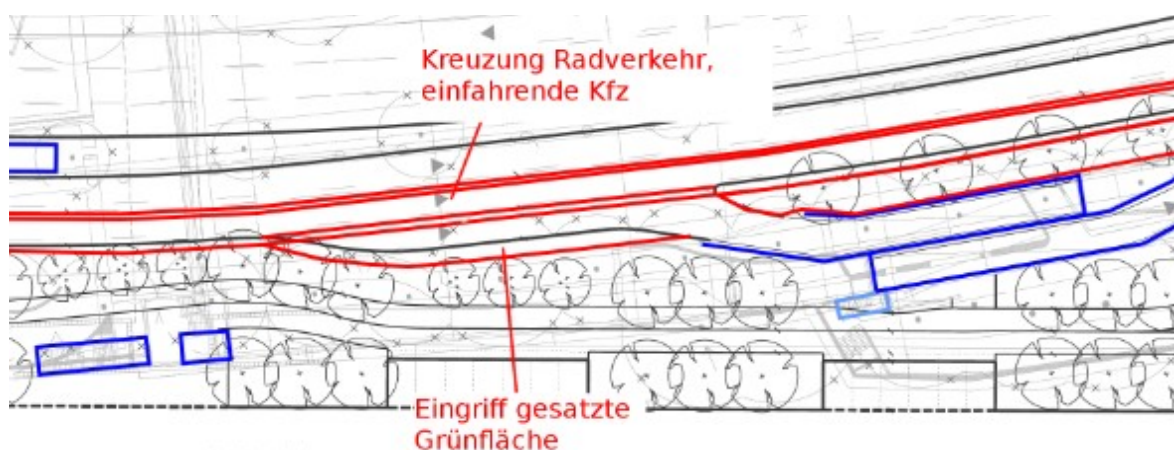 Kreuzung Radverkehr,
einfahrende Kfz
Eingriff gesatzte
Grünfläche